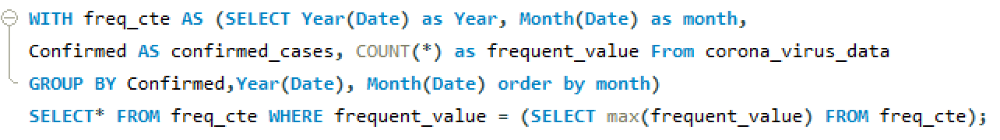 WITH freq_cte AS (SELECT Year(Date) as Year, Month(Date) as month,
Confirmed AS confirmed_cases, COUNT(*) as frequent_value From corona_virus_data
GROUP BY Confirmed,Year(Date), Month(Date) order by month)
SELECT* FROM freq_cte WHERE frequent_value = (SELECT max(frequent_value) FROM freq_cte);